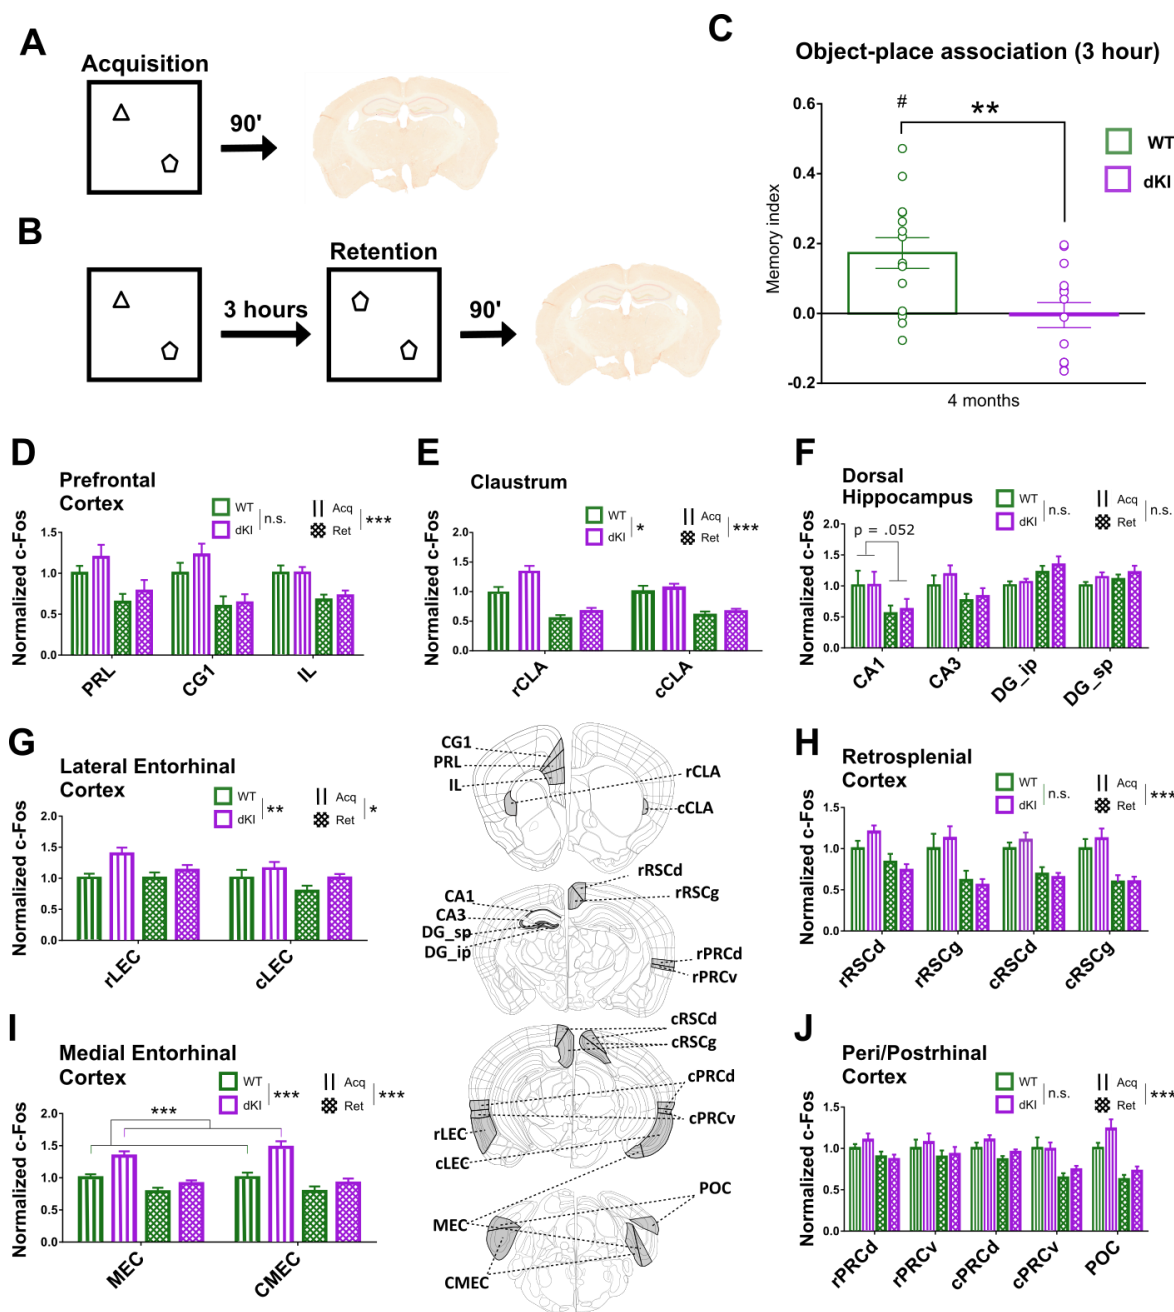 A
Acquisition
90'
B
3 hours
Retention
90'
C
Object-place association (3 hour)
Memory index
0.6
0.4
0.2
0.0
-0.2
#
**
WT
dKI
4 months
D
Prefrontal
Cortex
WT
dKI
n.s.
Acq
Ret
***
Normalized c-Fos
1.5
1.0
0.5
0.0
PRL
CG1
IL
E
Claustrum
WT
dKI
*
Acq
Ret
***
Normalized c-Fos
2.0
1.5
1.0
0.5
0.0
rCLA
cCLA
F
Dorsal
Hippocampus
WT
dKI
n.s.
Acq
Ret
n.s.
p = .052
Normalized c-Fos
2.0
1.5
1.0
0.5
0.0
CA1
CA3
DG_ip
DG_sp
G
Lateral Entorhinal
Cortex
WT
dKI
**
Acq
Ret
*
Normalized c-Fos
2.0
1.5
1.0
0.5
0.0
rLEC
cLEC
CG1
PRL
IL
rCLA
cCLA
rRSCd
rRSCg
CA1
CA3
DG_sp
DG_ip
rPRCd
rPRCv
cRSCd
cRSCg
cPRCd
cPRCv
rLEC
cLEC
POC
MEC
CMEC
H
Retrosplenial
Cortex
WT
dKI
n.s.
Acq
Ret
***
Normalized c-Fos
1.5
1.0
0.5
0.0
rRSCd
rRSCg
cRSCd
cRSCg
I
Medial Entorhinal
Cortex
WT
dKI
***
Acq
Ret
***
***
Normalized c-Fos
2.0
1.5
1.0
0.5
0.0
MEC
CMEC
J
Peri/Postrhinal
Cortex
WT
dKI
n.s.
Acq
Ret
***
Normalized c-Fos
1.5
1.0
0.5
0.0
rPRCd
rPRCv
cPRCd
cPRCv
POC